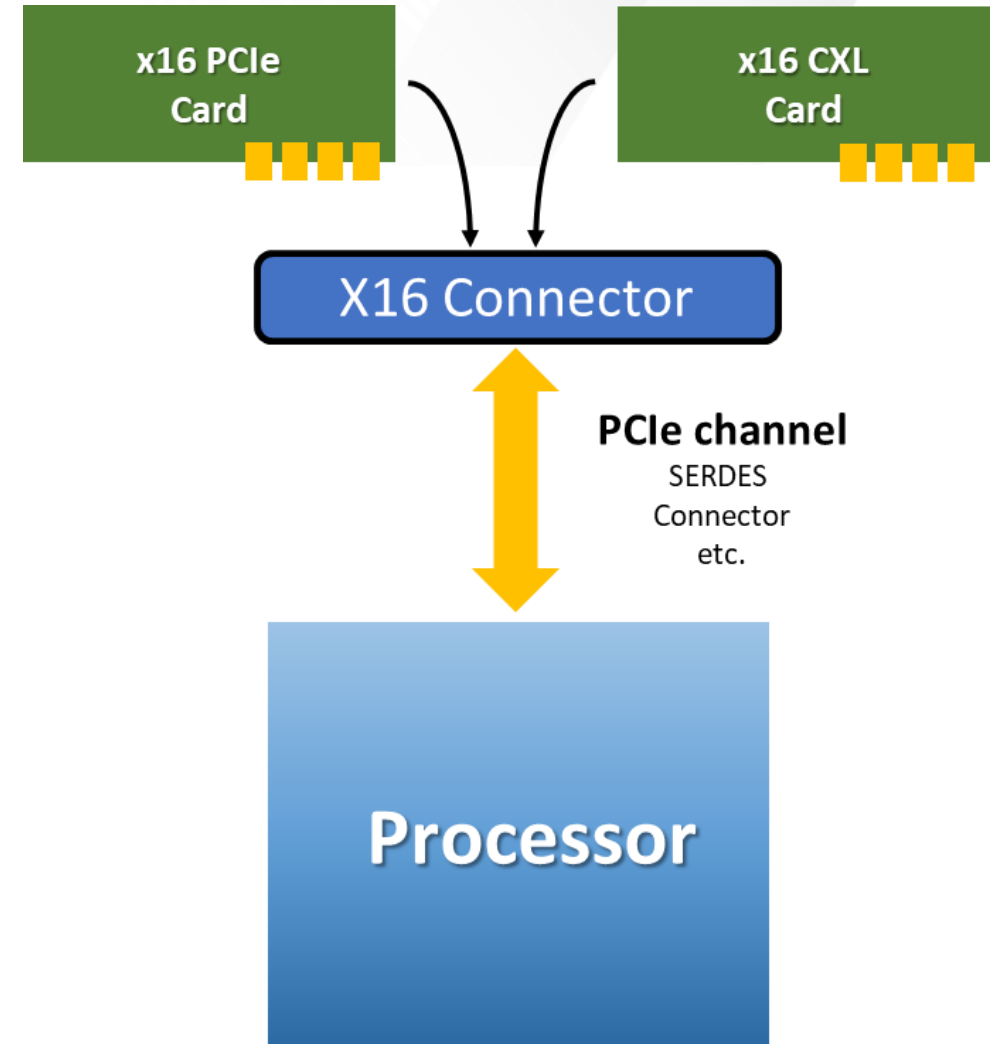 x16 PCIe
Card
x16 CXL
Card
X16 Connector
PCIe channel
SERDES
Connector
etc.
Processor